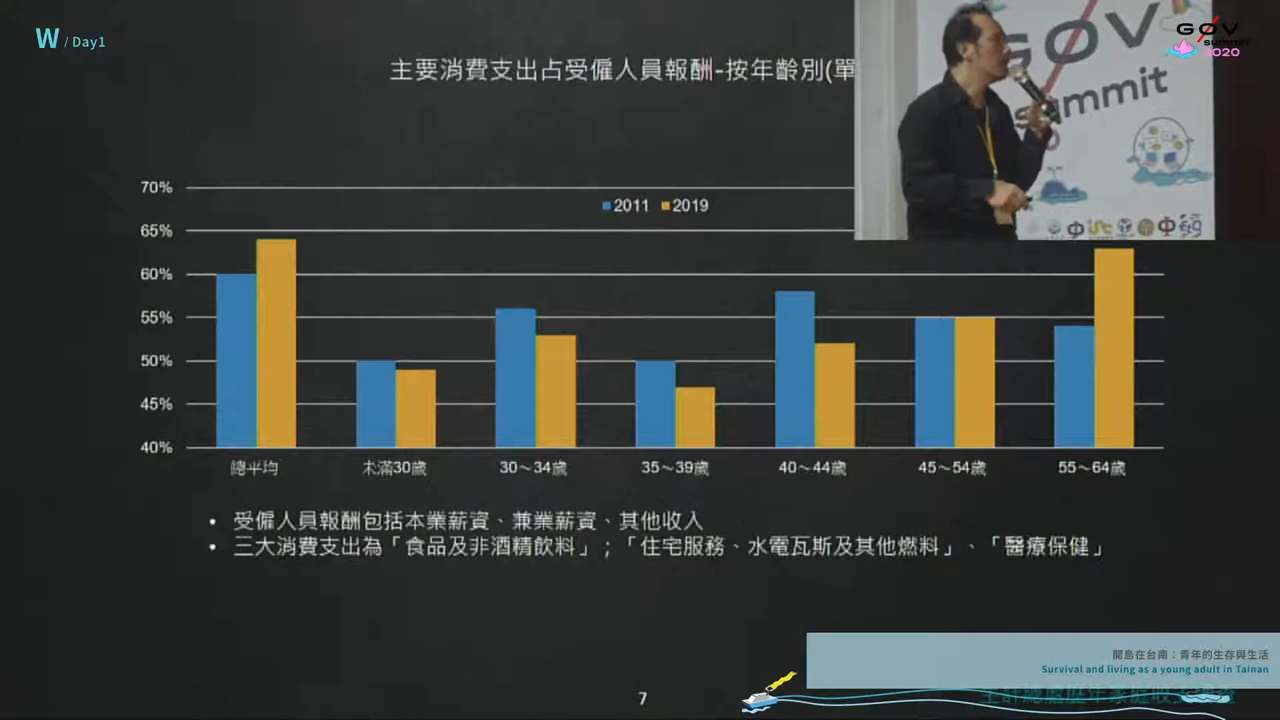 W / Day1
主要消費支出占受僱人員報酬-按年齡別(單
GØV
summit
GØV
summit
2020
70%
65%
60%
55%
50%
45%
40%
2011 2019
總平均 未滿30歲 30～34歲 35～39歲 40～44歲 45～54歲 55～64歲
• 受僱人員報酬包括本業薪資、兼業薪資、其他收入
• 三大消費支出為「食品及非酒精飲料」；「住宅服務、水電瓦斯及其他燃料」、「醫療保健」
開島在台南：青年的生存與生活
Survival and living as a young adult in Tainan
7